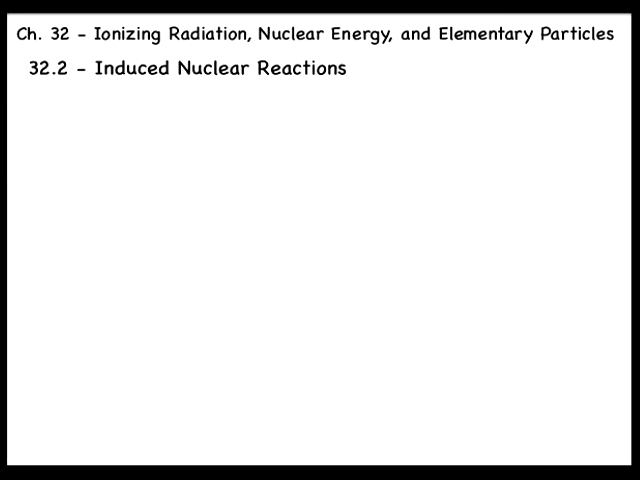 Ch. 32 - Ionizing Radiation, Nuclear Energy, and Elementary Particles
32.2 - Induced Nuclear Reactions